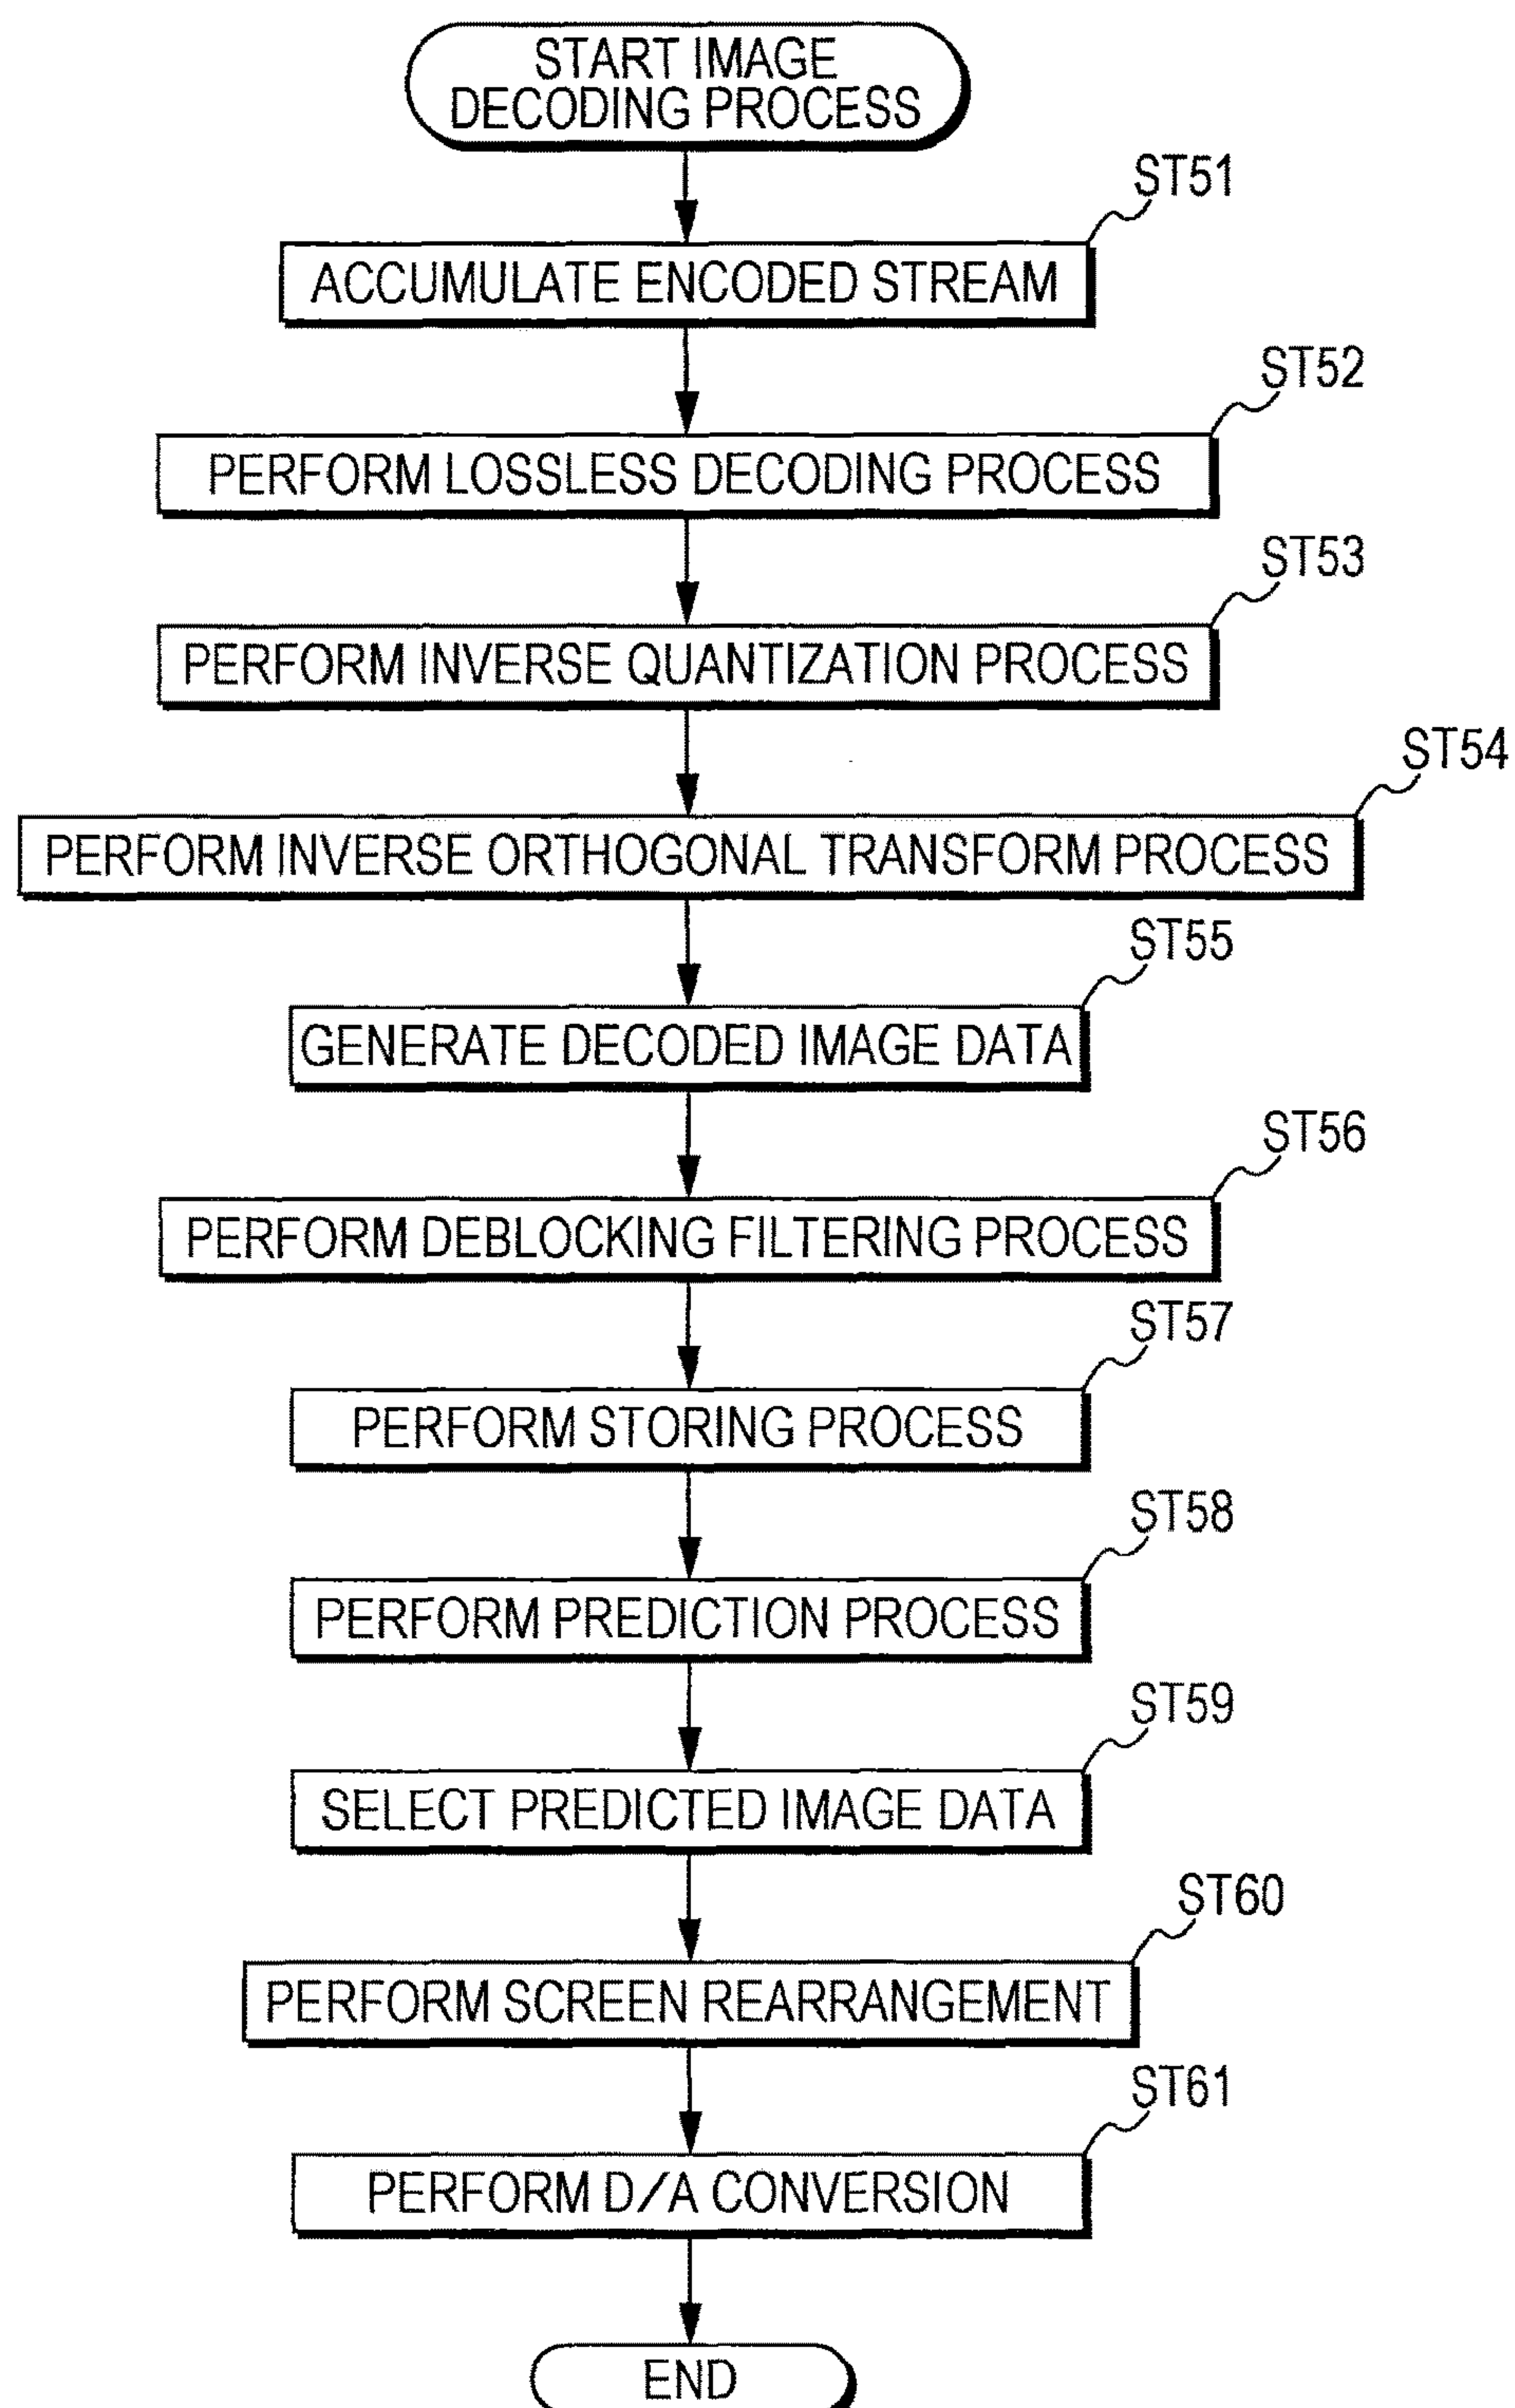 START IMAGE
DECODING PROCESS
ST51
ACCUMULATE ENCODED STREAM
ST52
PERFORM LOSSLESS DECODING PROCESS
ST53
PERFORM INVERSE QUANTIZATION PROCESS
ST54
PERFORM INVERSE ORTHOGONAL TRANSFORM PROCESS
ST55
GENERATE DECODED IMAGE DATA
ST56
PERFORM DEBLOCKING FILTERING PROCESS
ST57
PERFORM STORING PROCESS
ST58
PERFORM PREDICTION PROCESS
ST59
SELECT PREDICTED IMAGE DATA
ST60
PERFORM SCREEN REARRANGEMENT
ST61
PERFORM D/A CONVERSION
END